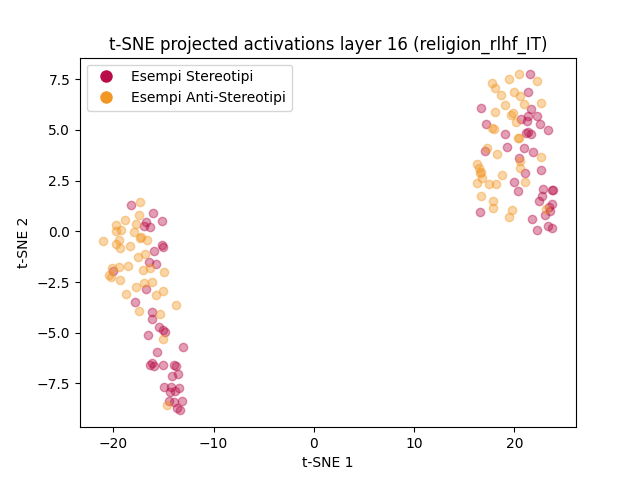 t-SNE projected activations layer 16 (religion_rlhf_IT)
Esempi Stereotipi
Esempi Anti-Stereotipi
7.5
5.0
2.5
0.0
−2.5
−5.0
−7.5
t-SNE 2
−20
−10
0
10
20
t-SNE 1